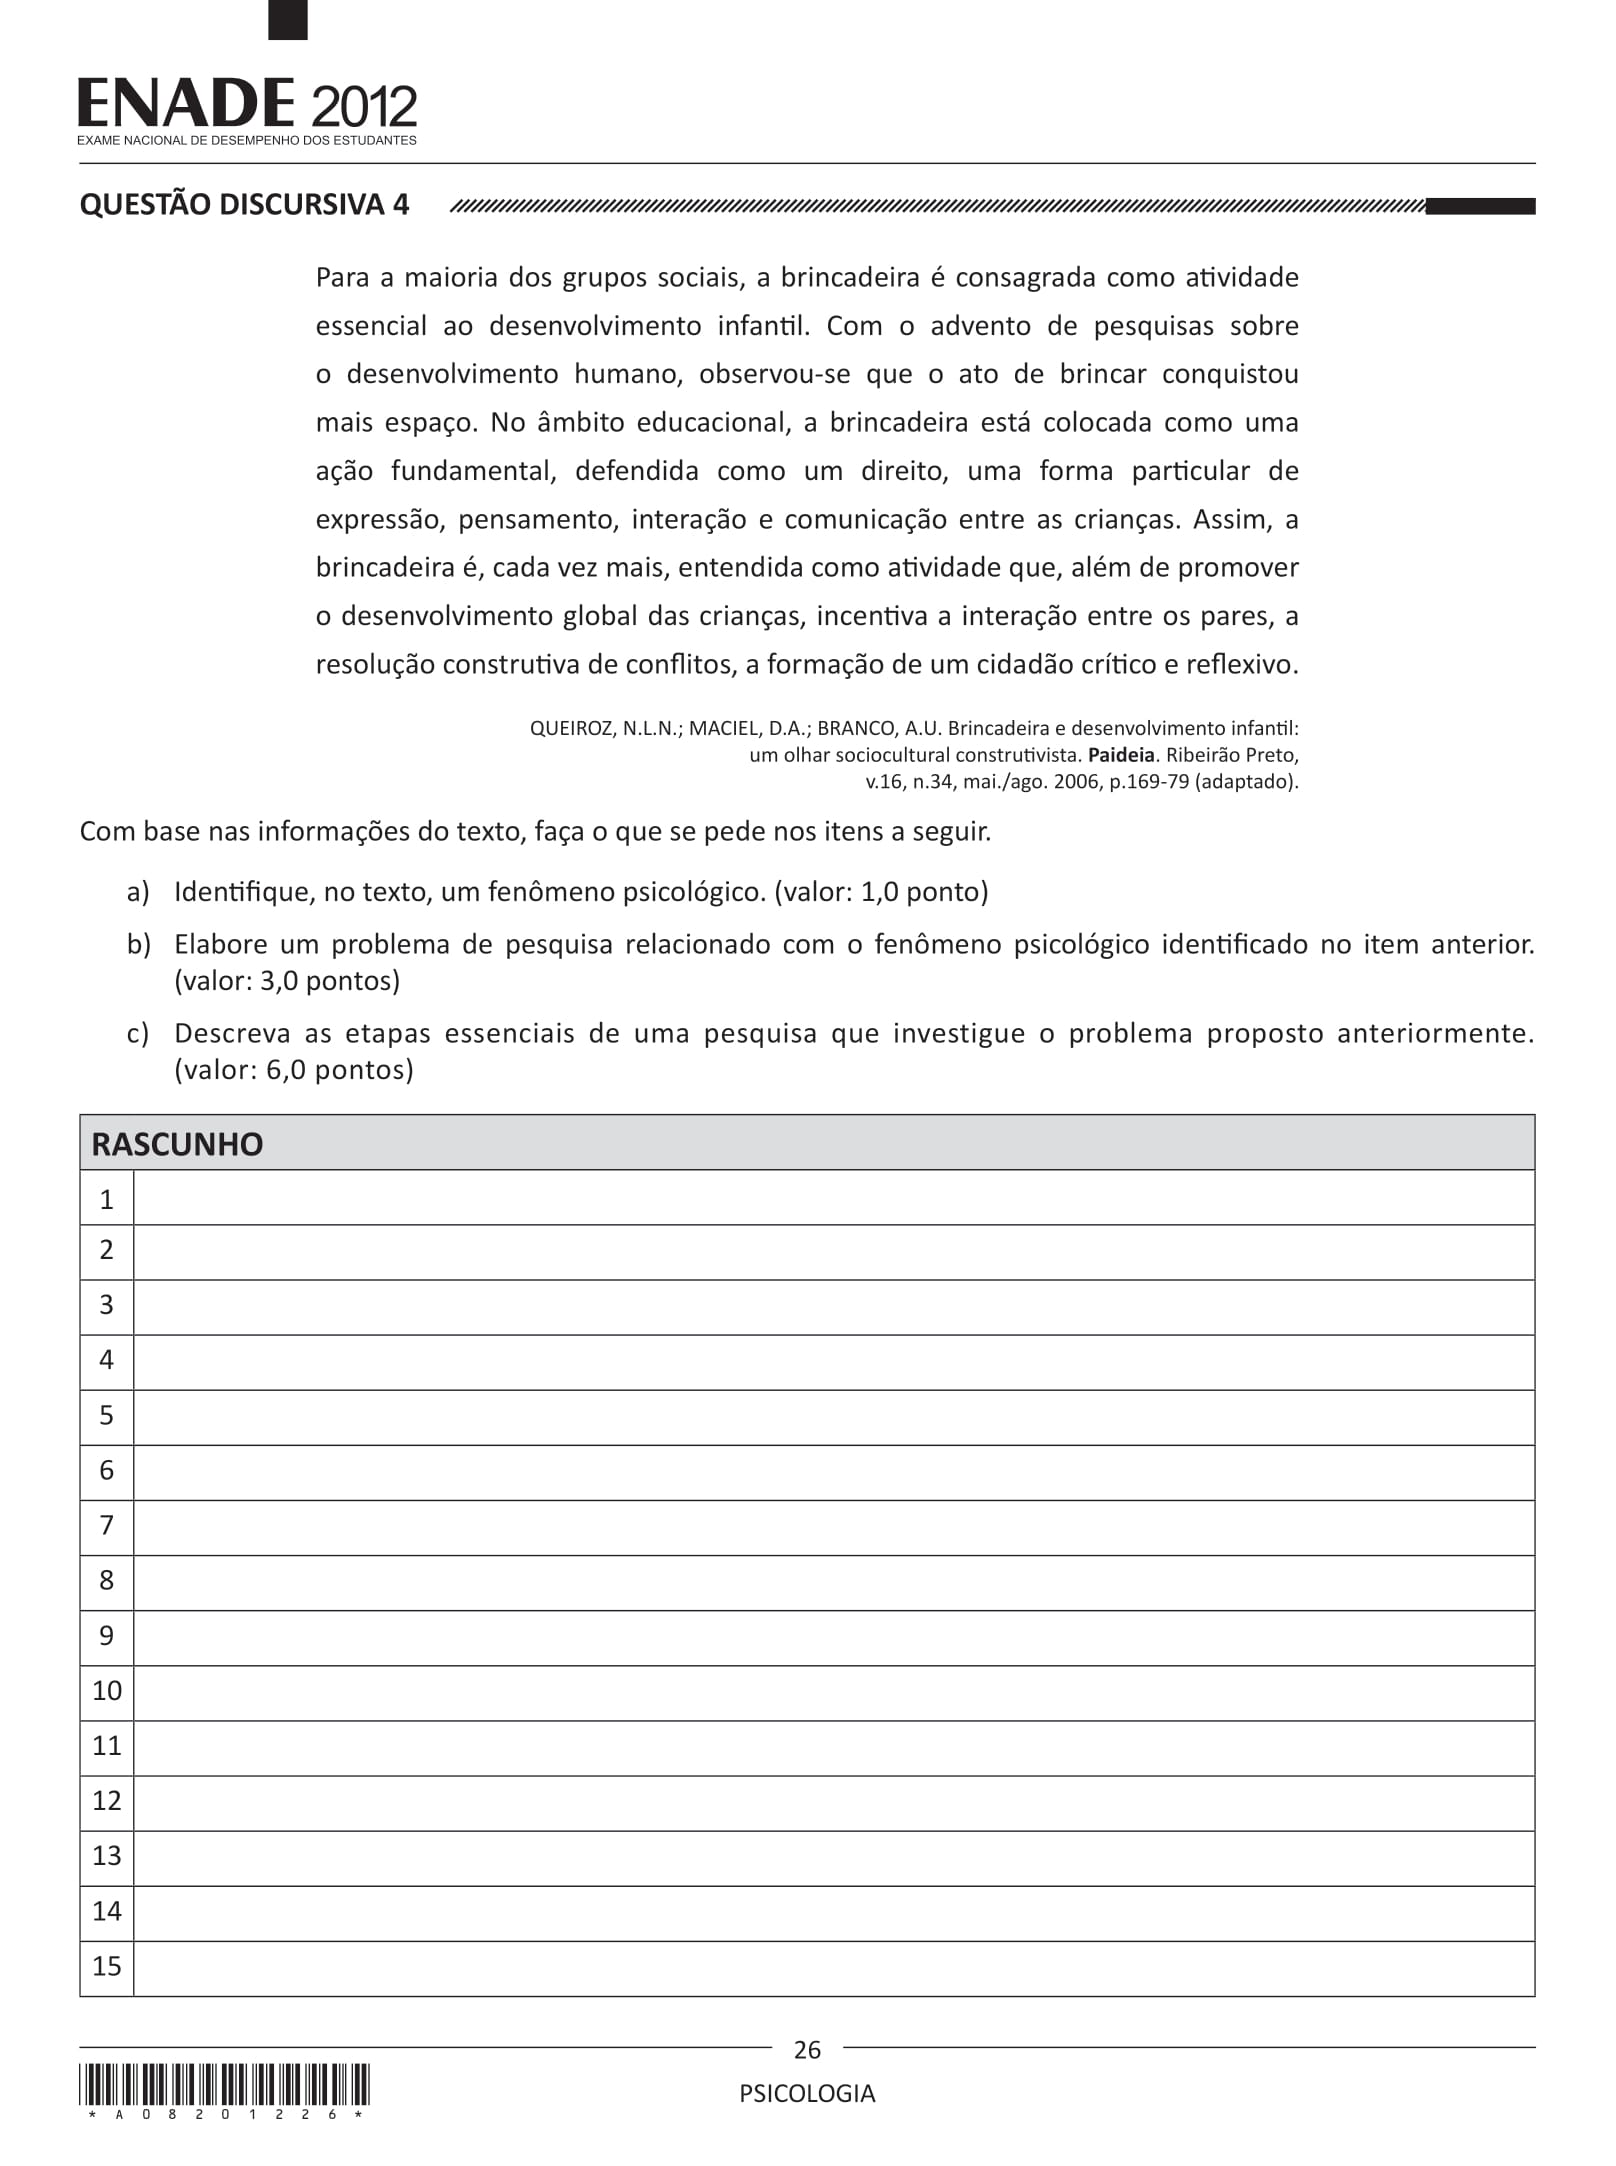 ENADE 2012
EXAME NACIONAL DE DESEMPENHO DOS ESTUDANTES
QUESTÃO DISCURSIVA 4
Para a maioria dos grupos sociais, a brincadeira é consagrada como atividade
essencial ao desenvolvimento infantil. Com o advento de pesquisas sobre
o desenvolvimento humano, observou-se que o ato de brincar conquistou
mais espaço. No âmbito educacional, a brincadeira está colocada como uma
ação fundamental, defendida como um direito, uma forma particular de
expressão, pensamento, interação e comunicação entre as crianças. Assim, a
brincadeira é, cada vez mais, entendida como atividade que, além de promover
o desenvolvimento global das crianças, incentiva a interação entre os pares, a
resolução construtiva de conflitos, a formação de um cidadão crítico e reflexivo.
QUEIROZ, N.L.N.; MACIEL, D.A.; BRANCO, A.U. Brincadeira e desenvolvimento infantil:
um olhar sociocultural construtivista. Paideia. Ribeirão Preto,
v.16, n.34, mai./ago. 2006, p.169-79 (adaptado).
Com base nas informações do texto, faça o que se pede nos itens a seguir.
a) Identifique, no texto, um fenômeno psicológico. (valor: 1,0 ponto)
b) Elabore um problema de pesquisa relacionado com o fenômeno psicológico identificado no item anterior.
(valor: 3,0 pontos)
c) Descreva as etapas essenciais de uma pesquisa que investigue o problema proposto anteriormente.
(valor: 6,0 pontos)
RASCUNHO
1
2
3
4
5
6
7
8
9
10
11
12
13
14
15
26
PSICOLOGIA
* A 0 8 2 0 1 2 2 6 *